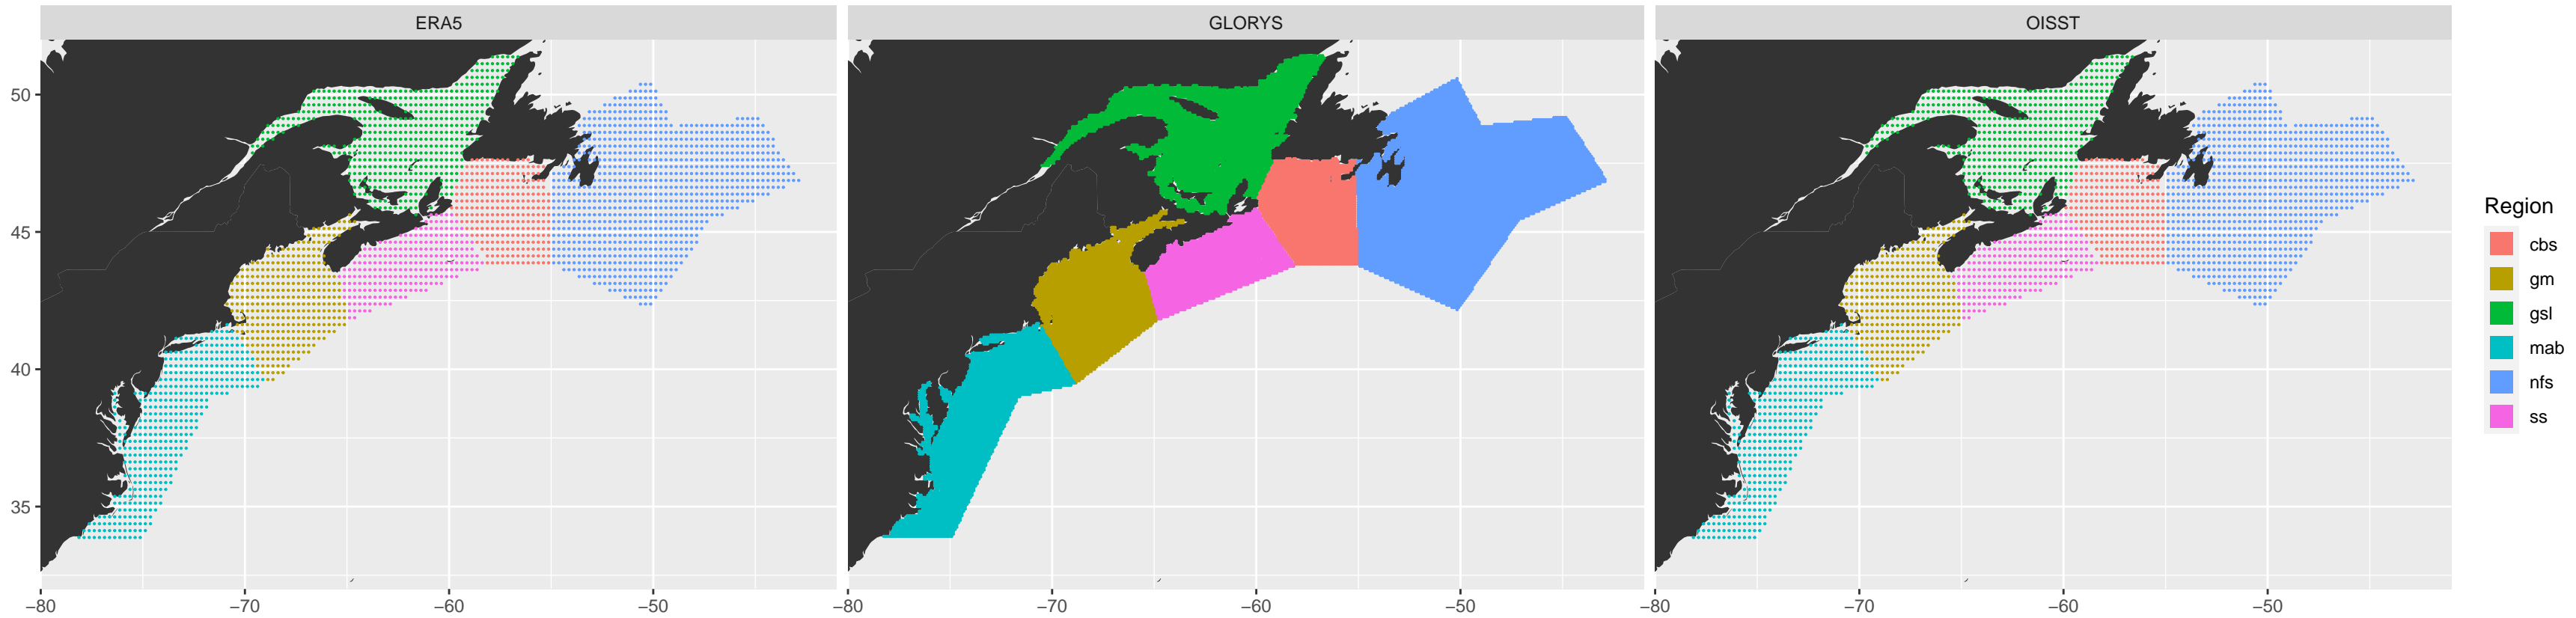 ERA5 GLORYS OISST
50
45
40
35
−80 −70 −60 −50 −80 −70 −60 −50 −80 −70 −60 −50
Region
cbs
gm
gsl
mab
nfs
ss